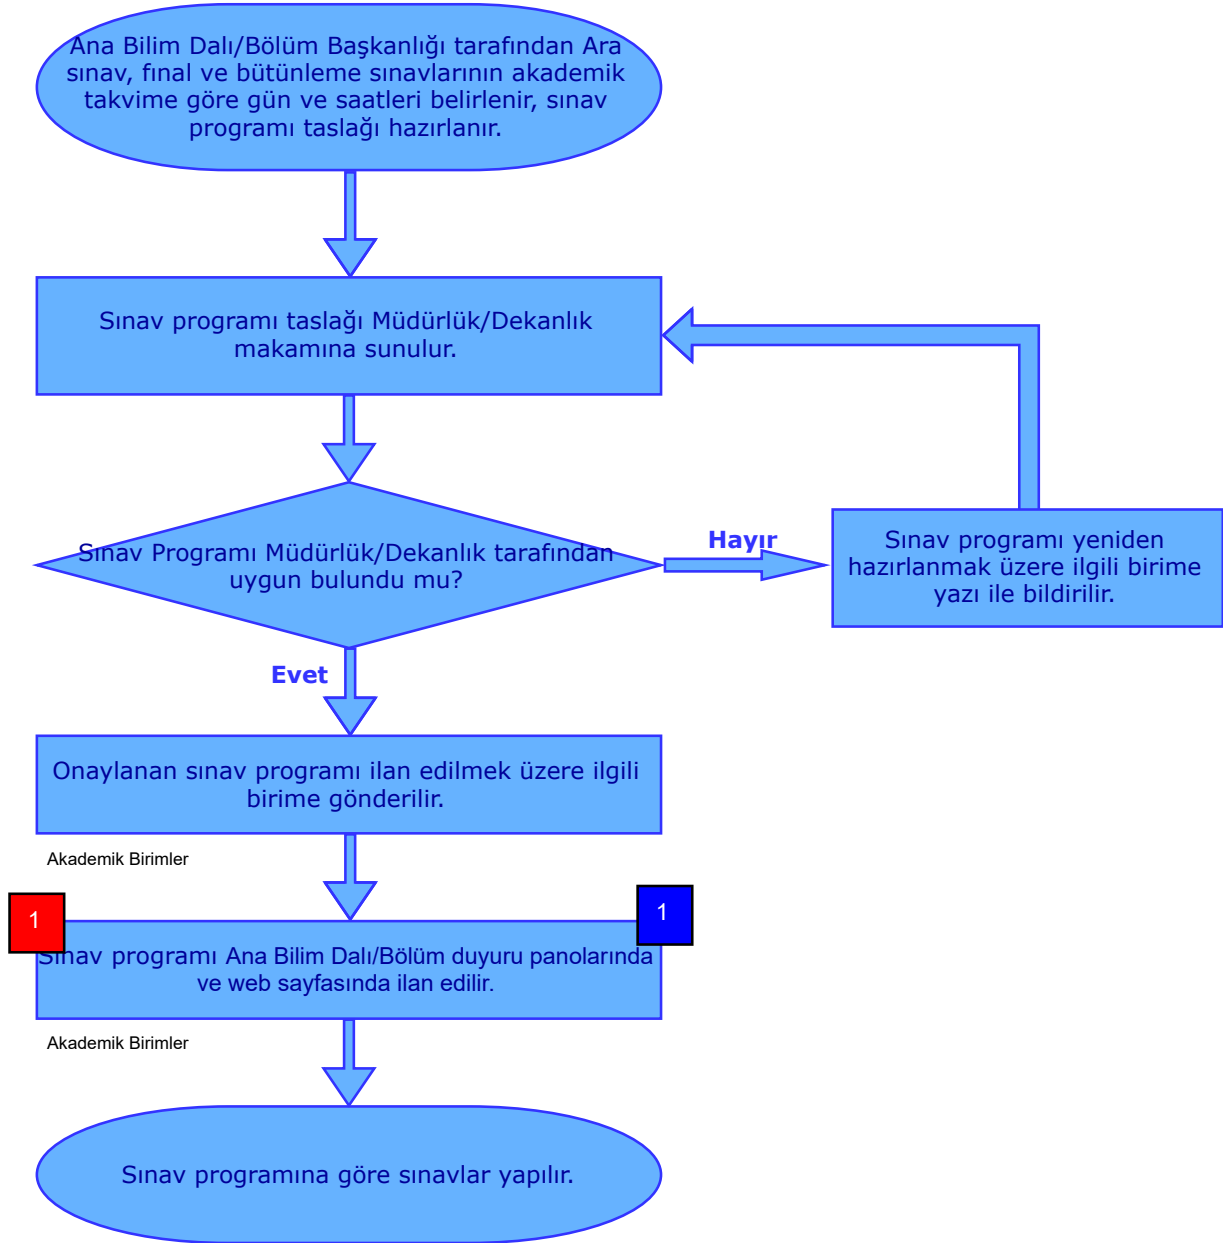 Ana Bilim Dalı/Bölüm Başkanlığı tarafından Ara
sınav, fınal ve bütünleme sınavlarının akademik
takvime göre gün ve saatleri belirlenir, sınav
programı taslağı hazırlanır.
Sınav programı taslağı Müdürlük/Dekanlık
makamına sunulur.
Sınav Programı Müdürlük/Dekanlık tarafından
uygun bulundu mu?
Hayır
Sınav programı yeniden
hazırlanmak üzere ilgili birime
yazı ile bildirilir.
Evet
Onaylanan sınav programı ilan edilmek üzere ilgili
birime gönderilir.
Akademik Birimler
1
1
Sınav programı Ana Bilim Dalı/Bölüm duyuru panolarında
ve web sayfasında ilan edilir.
Akademik Birimler
Sınav programına göre sınavlar yapılır.